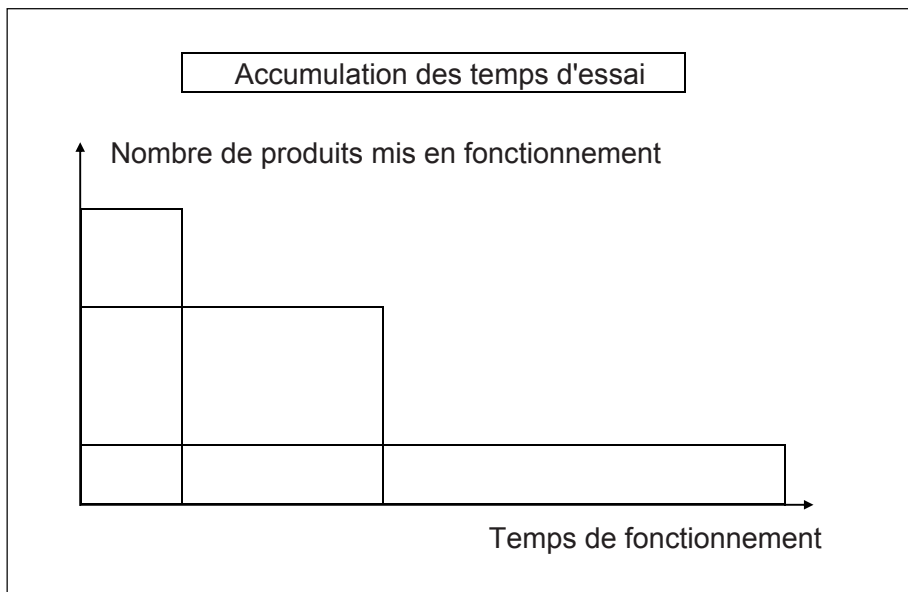 Accumulation des temps d'essai
Nombre de produits mis en fonctionnement
Temps de fonctionnement